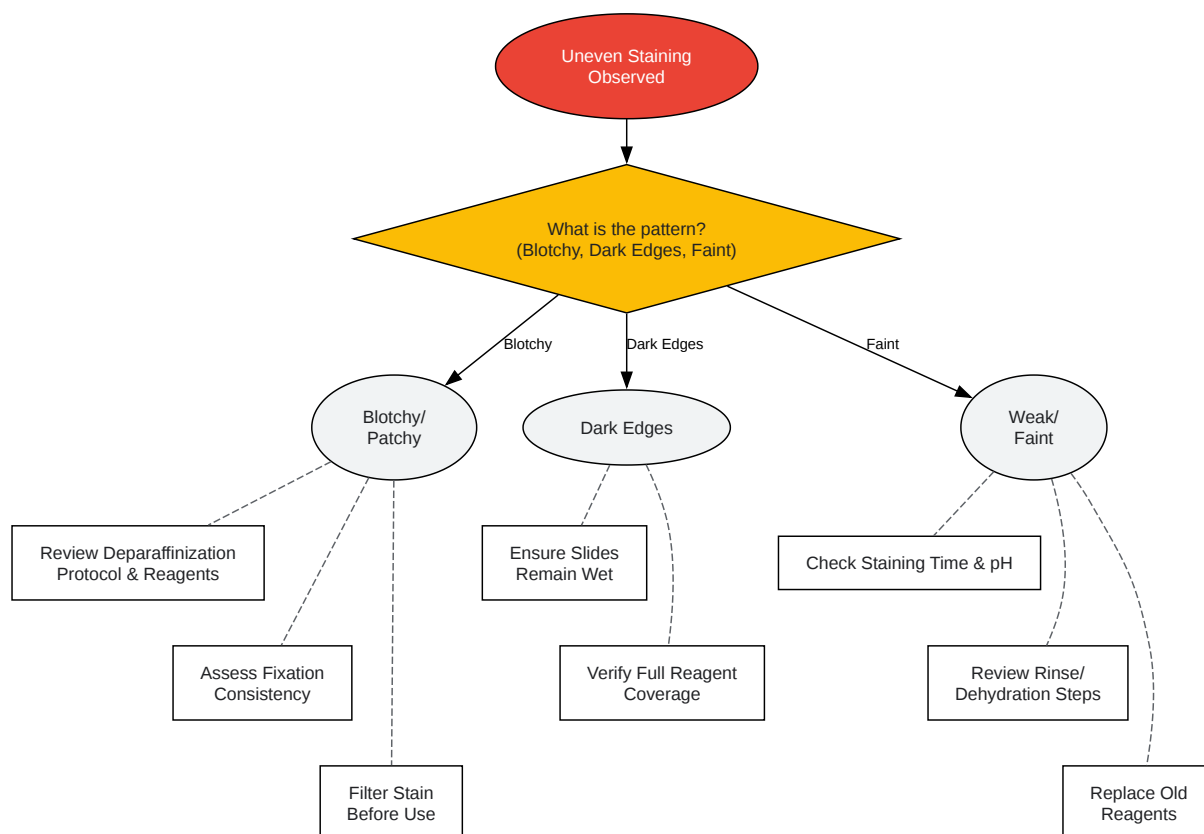 Uneven Staining
Observed
What is the pattern?
(Blotchy, Dark Edges, Faint)
Blotchy
Dark Edges
Faint
Blotchy/
Patchy
Dark Edges
Weak/
Faint
Review Deparaffinization
Protocol & Reagents
Ensure Slides
Remain Wet
Check Staining Time & pH
Assess Fixation
Consistency
Verify Full Reagent
Coverage
Review Rinse/
Dehydration Steps
Filter Stain
Before Use
Replace Old
Reagents